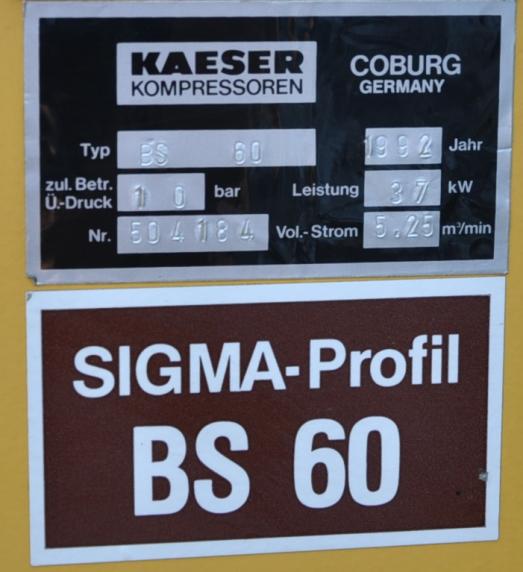 KAESER
KOMPRESSOREN
COBURG
GERMANY
Typ BS 60 1992 Jahr
zul. Betr. Ü.-Druck 10 bar Leistung 37 kW
Nr. 504184 Vol.-Strom 5.25 m³/min
SIGMA-Profil
BS 60